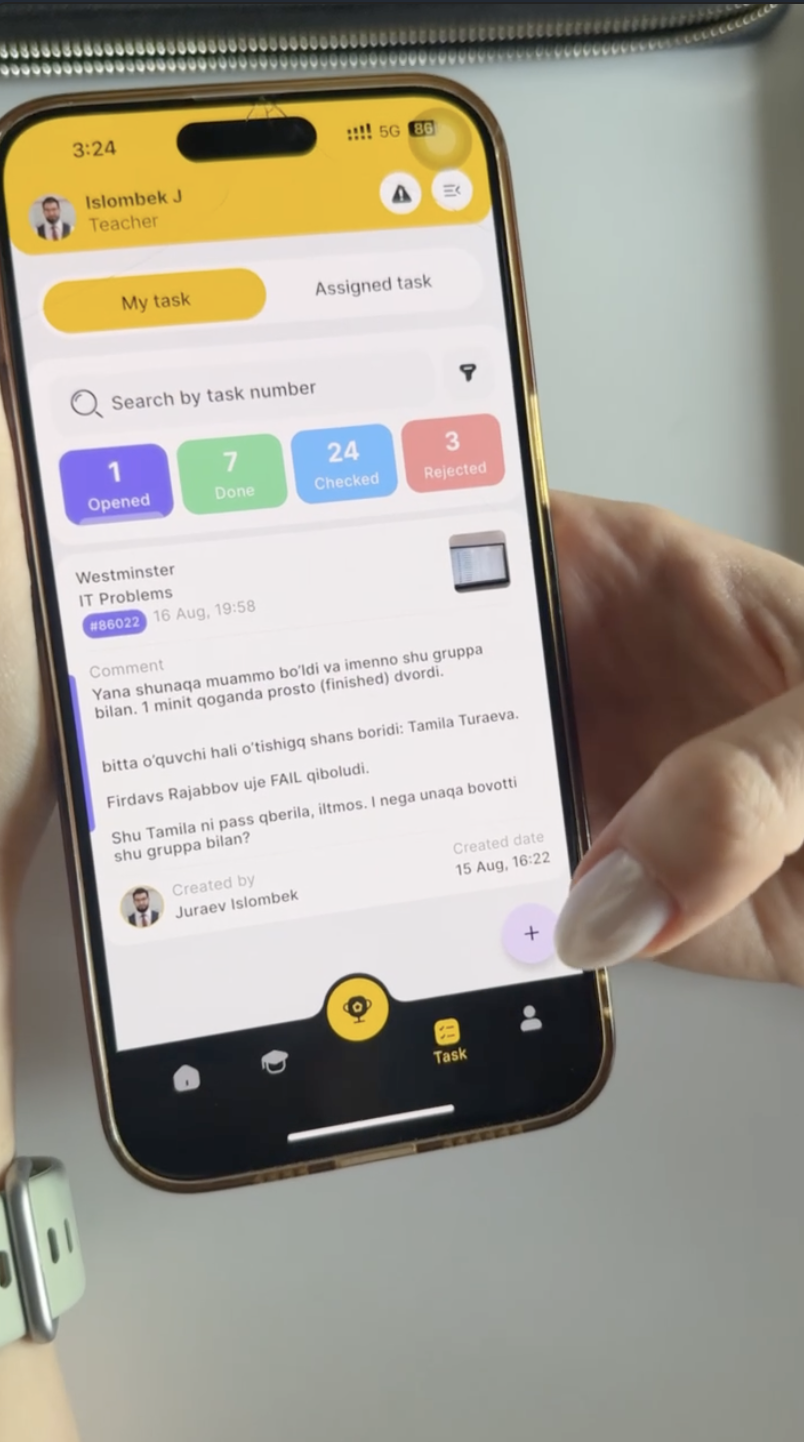 3:24
5G
86
Islombek J
Teacher
My task
Assigned task
Search by task number
1
Opened
7
Done
24
Checked
3
Rejected
Westminster
IT Problems
#86022
16 Aug, 19:58
Comment
Yana shunaqa muammo bo'ldi va imenno shu gruppa
bilan. 1 minit qoganda prosto (finished) dvordi.
bitta o'quvchi hali o'tishigq shans boridi: Tamila Turaeva.
Firdavs Rajabbov uje FAIL qiboludi.
Shu Tamila ni pass qberila, iltmos. I nega unaqa bovotti
shu gruppa bilan?
Created by
Juraev Islombek
Created date
15 Aug, 16:22
Task